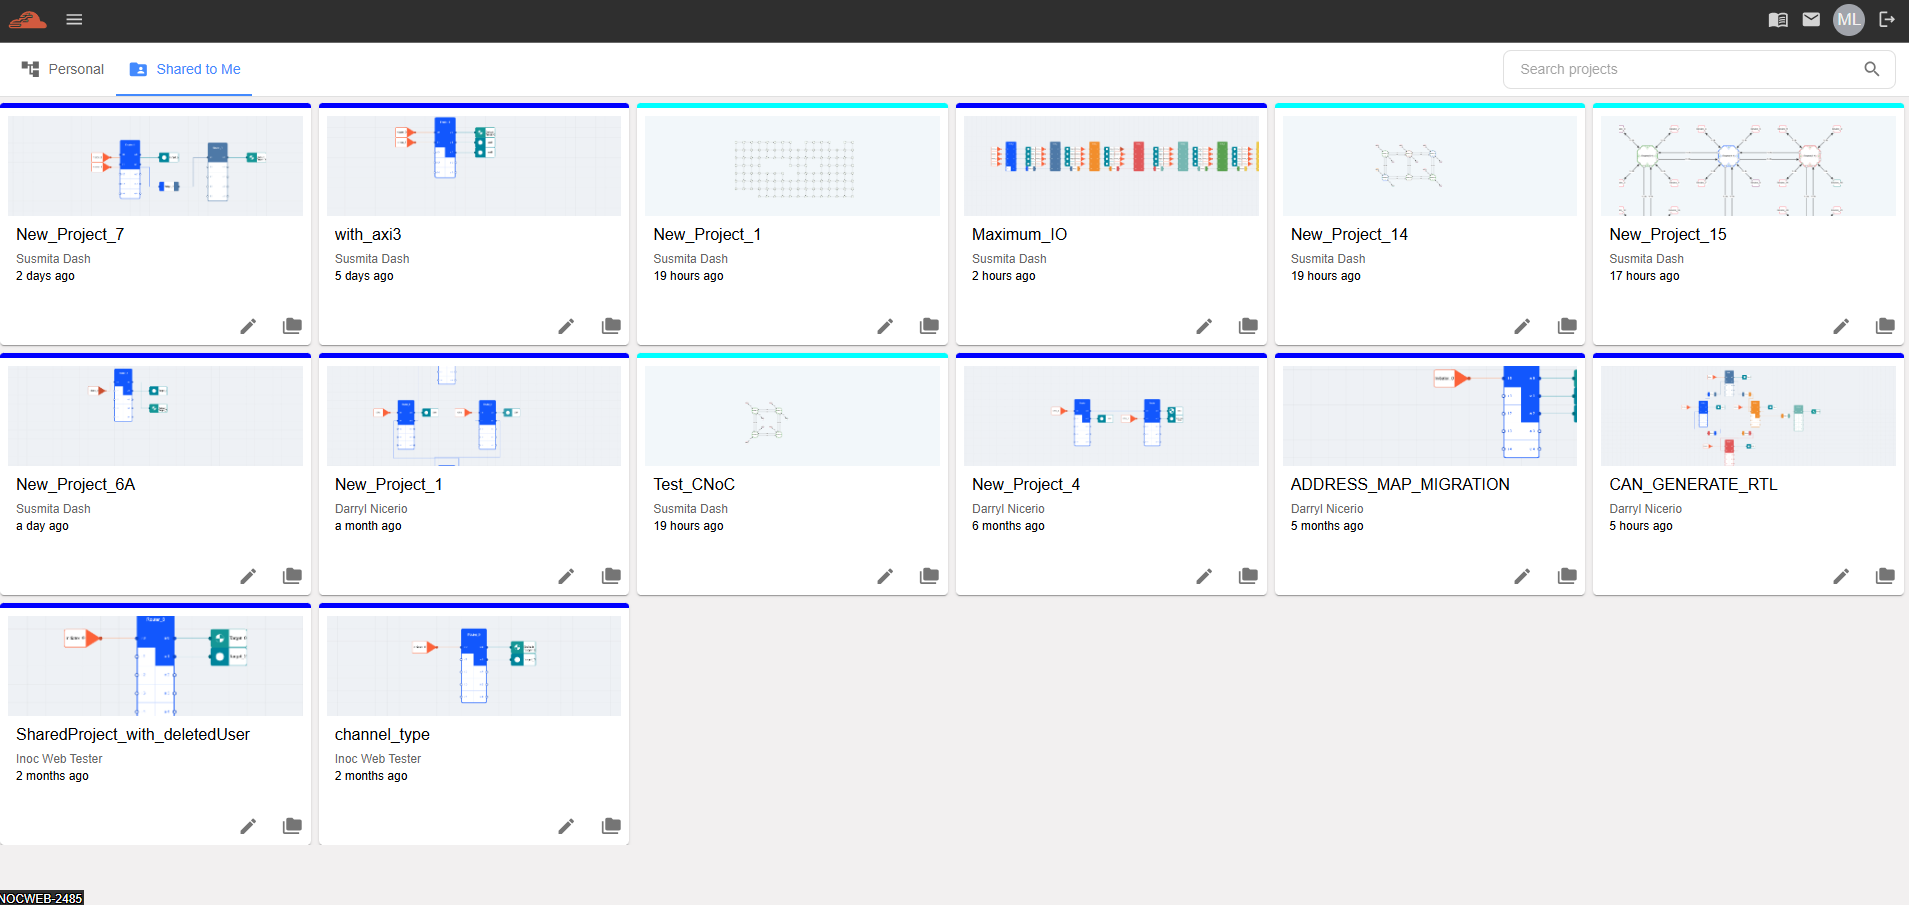 ML
Personal
Shared to Me
Search projects
New_Project_7
Susmita Dash
2 days ago
with_axi3
Susmita Dash
5 days ago
New_Project_1
Susmita Dash
19 hours ago
Maximum_IO
Susmita Dash
2 hours ago
New_Project_14
Susmita Dash
19 hours ago
New_Project_15
Susmita Dash
17 hours ago
New_Project_6A
Susmita Dash
a day ago
New_Project_1
Darryl Nicerio
a month ago
Test_CNoC
Susmita Dash
19 hours ago
New_Project_4
Darryl Nicerio
6 months ago
ADDRESS_MAP_MIGRATION
Darryl Nicerio
5 months ago
CAN_GENERATE_RTL
Darryl Nicerio
5 hours ago
SharedProject_with_deletedUser
Inoc Web Tester
2 months ago
channel_type
Inoc Web Tester
2 months ago
NOCWEB-2485